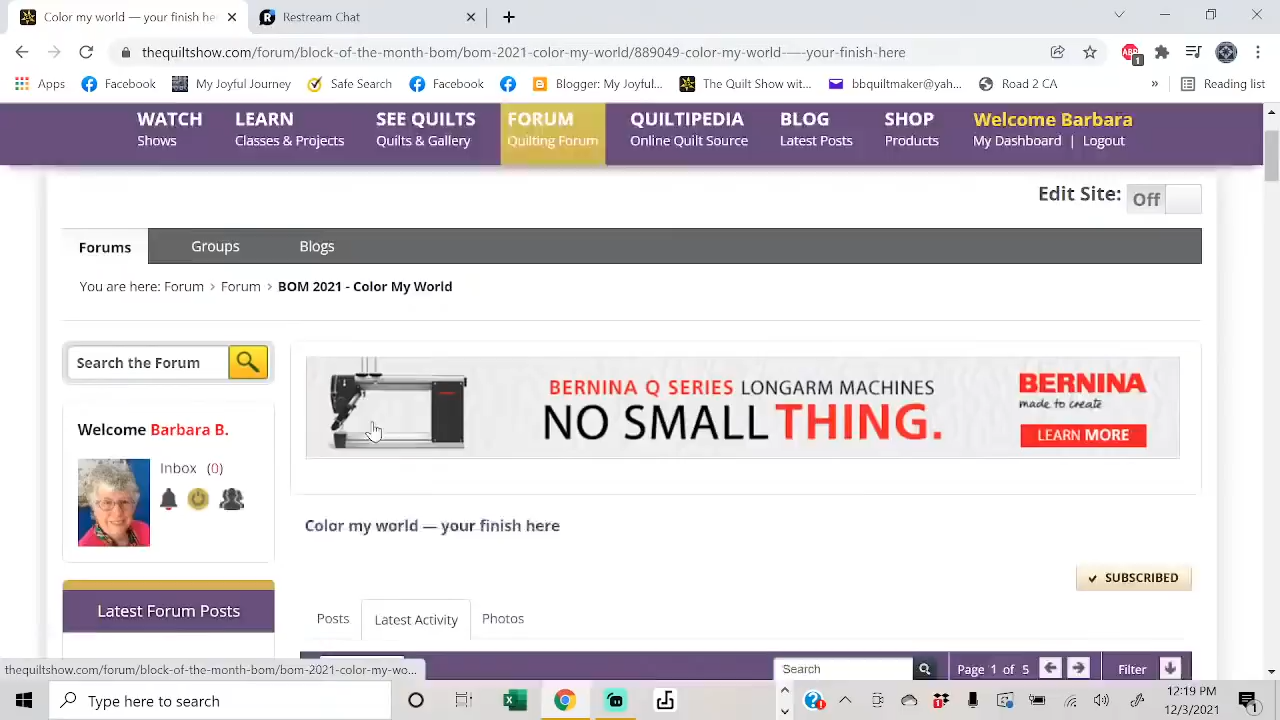 Color my world — your finish he
Restream Chat
thequiltshow.com/forum/block-of-the-month-bom/bom-2021-color-my-world/889049-color-my-world-----your-finish-here
ABP
1
Apps
Facebook
My Joyful Journey
Safe Search
Facebook
Blogger: My Joyful...
The Quilt Show with...
bbquiltmaker@yah...
Road 2 CA
»
Reading list
WATCH
Shows
LEARN
Classes & Projects
SEE QUILTS
Quilts & Gallery
FORUM
Quilting Forum
QUILTIPEDIA
Online Quilt Source
BLOG
Latest Posts
SHOP
Products
Welcome Barbara
My Dashboard | Logout
Edit Site: Off
Forums
Groups
Blogs
You are here: Forum > Forum > BOM 2021 - Color My World
Search the Forum
BERNINA Q SERIES LONGARM MACHINES
NO SMALL THING.
BERNINA
made to create
LEARN MORE
Welcome Barbara B.
Inbox (0)
Color my world — your finish here
✓ SUBSCRIBED
Latest Forum Posts
Posts
Latest Activity
Photos
Search
Page 1 of 5
Filter
thequiltshow.com/forum/block-of-the-month-bom/bom-2021-color-my-wo...
Type here to search
12:19 PM
12/3/2021
1